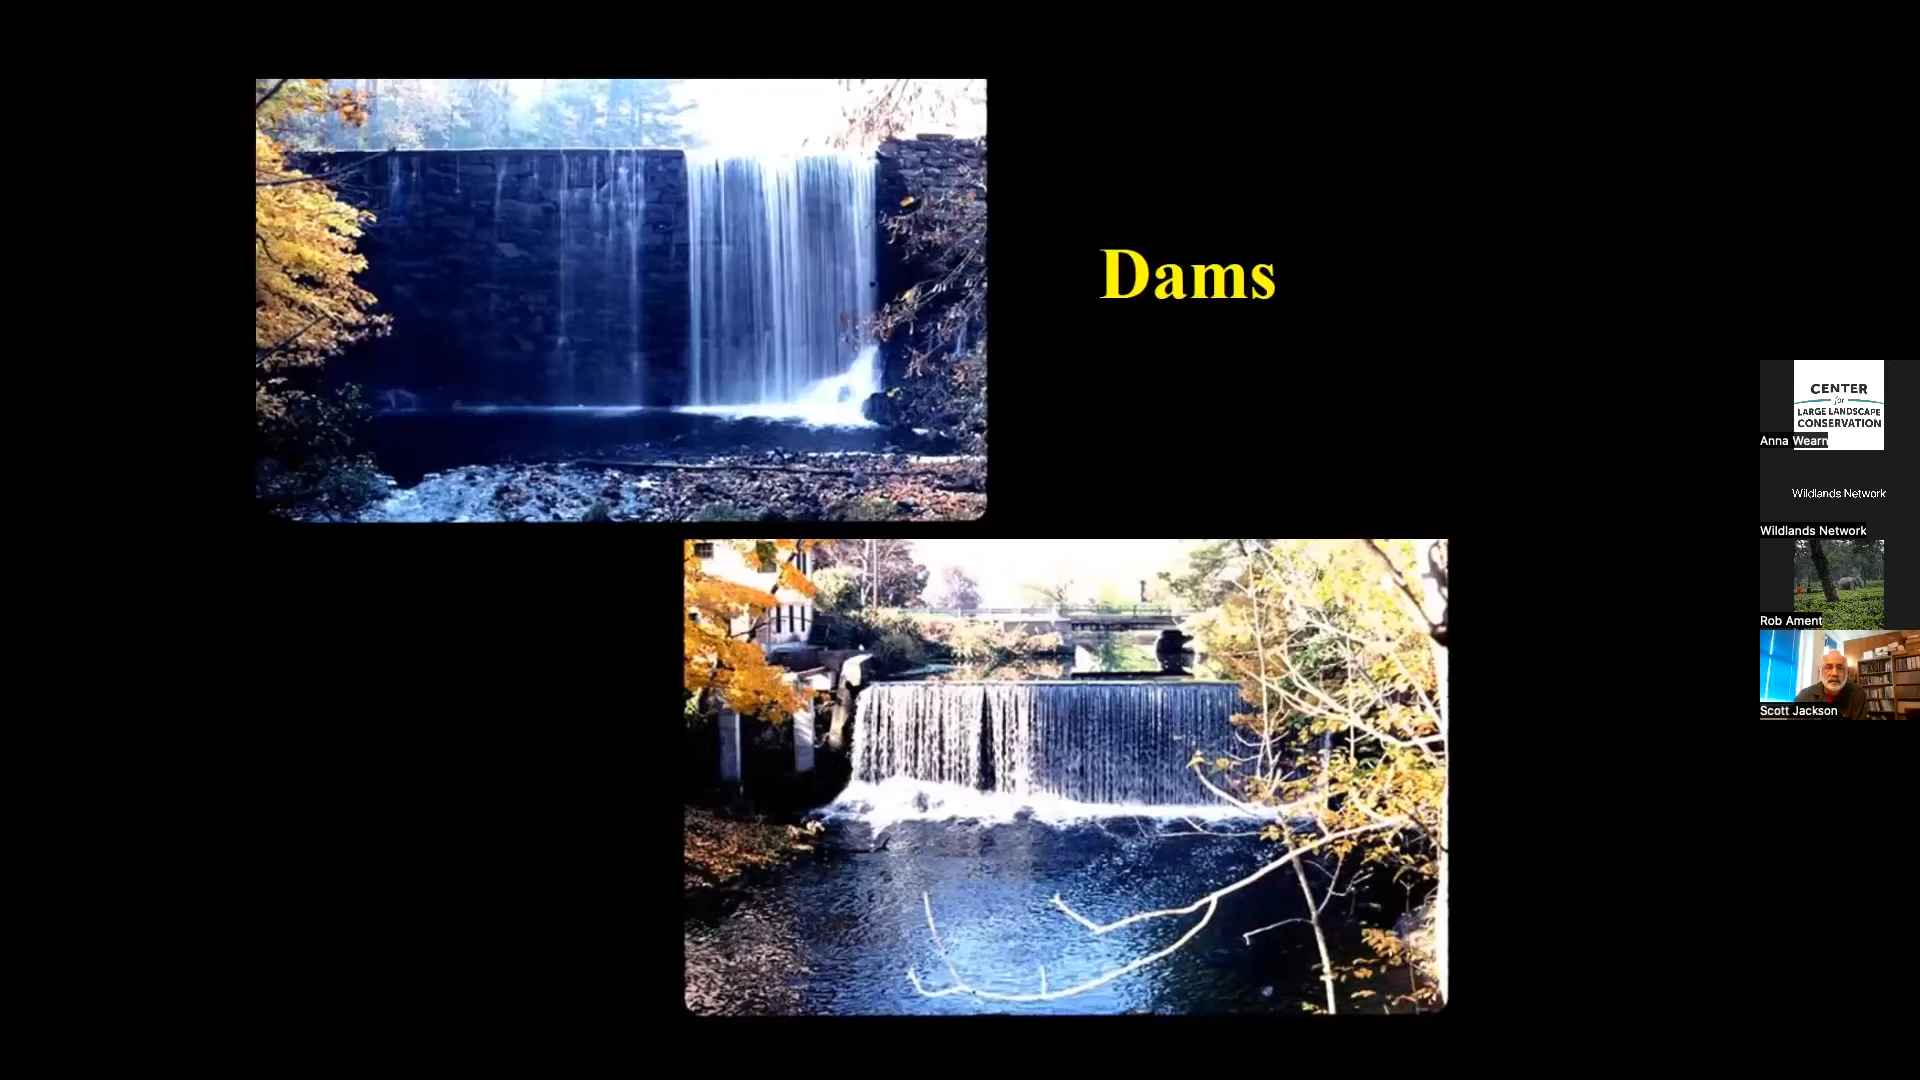 Dams
CENTER
for
LARGE LANDSCAPE
CONSERVATION
Anna Wearn
Wildlands Network
Wildlands Network
Rob Ament
Scott Jackson